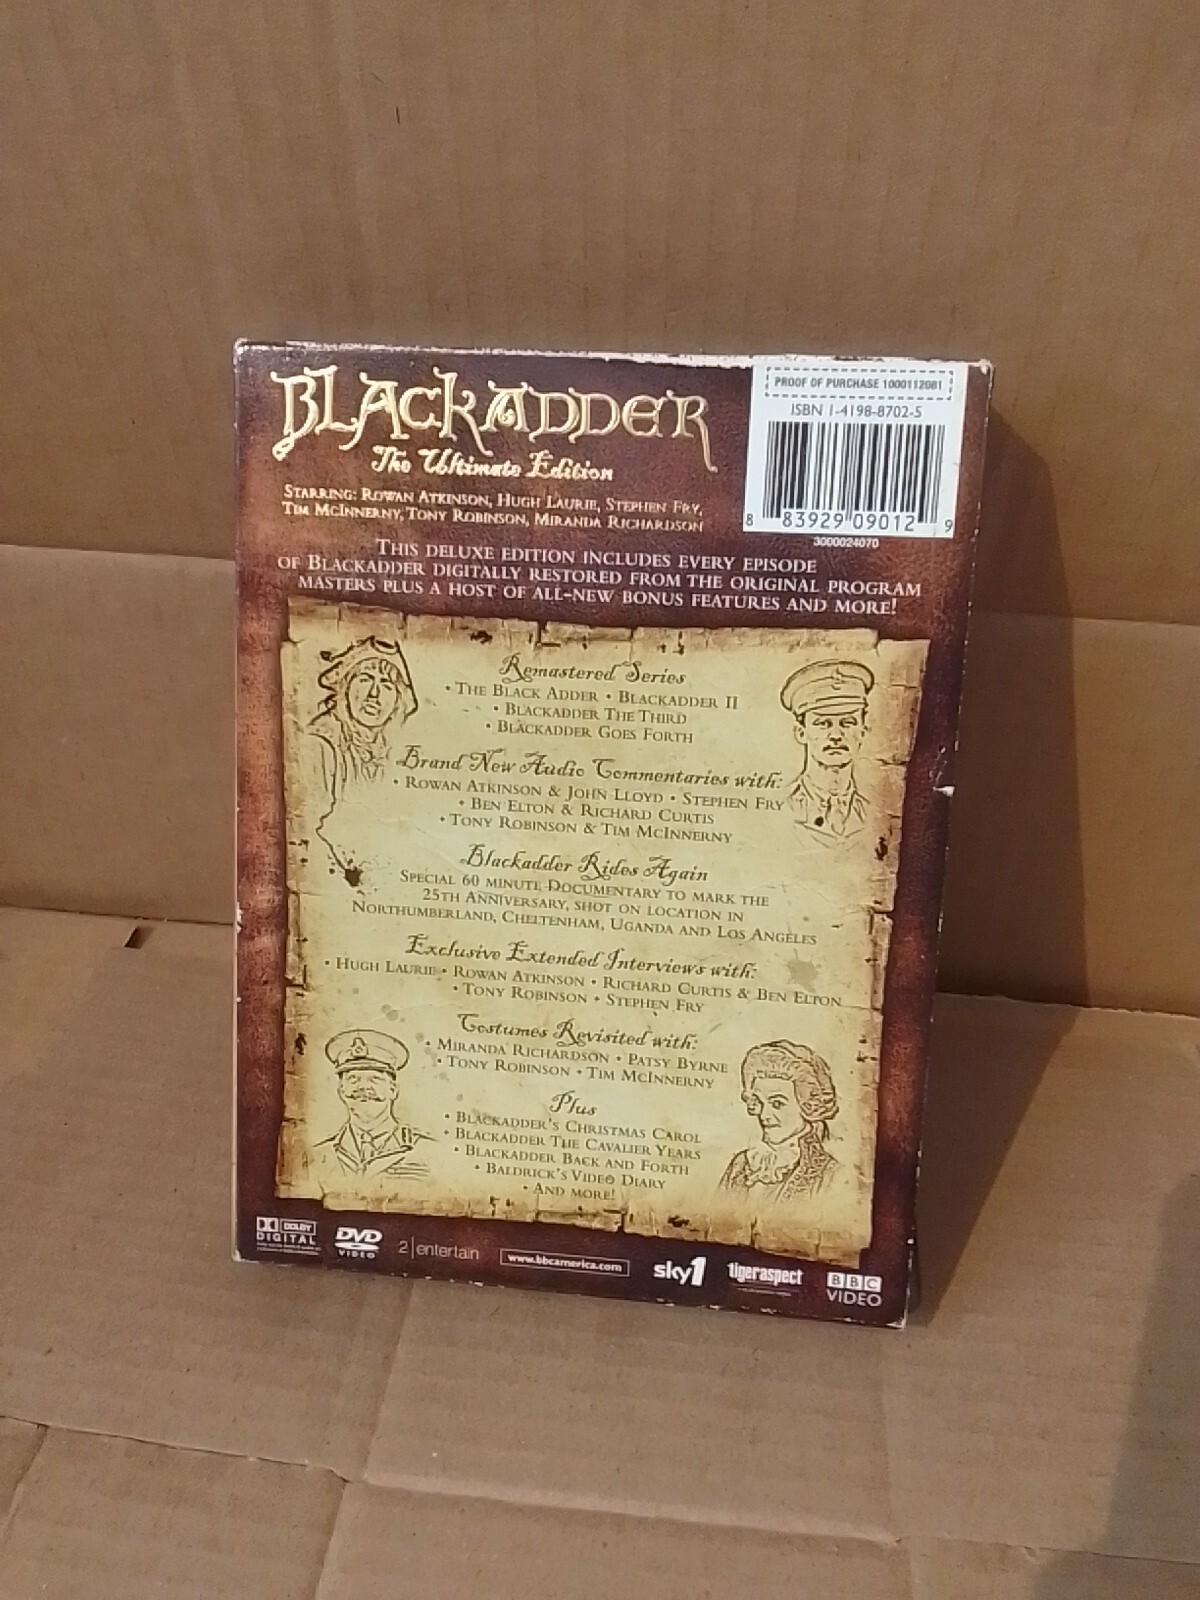 BLACKADDER
The Ultimate Edition
STARRING: ROWAN ATKINSON, HUGH LAURIE, STEPHEN FRY,
TIM MCINNERNY, TONY ROBINSON, MIRANDA RICHARDSON
PROOF OF PURCHASE 1000112081
ISBN 1-4198-8702-5
8 83929 09012 9
3000024070
THIS DELUXE EDITION INCLUDES EVERY EPISODE
OF BLACKADDER DIGITALLY RESTORED FROM THE ORIGINAL PROGRAM
MASTERS PLUS A HOST OF ALL-NEW BONUS FEATURES AND MORE!
Remastered Series
• THE BLACK ADDER • BLACKADDER II
• BLACKADDER THE THIRD
• BLACKADDER GOES FORTH
Brand New Audio Commentaries with:
• ROWAN ATKINSON & JOHN LLOYD • STEPHEN FRY
• BEN ELTON & RICHARD CURTIS
• TONY ROBINSON & TIM MCINNERNY
Blackadder Rides Again
SPECIAL 60 MINUTE DOCUMENTARY TO MARK THE
25TH ANNIVERSARY, SHOT ON LOCATION IN
NORTHUMBERLAND, CHELTENHAM, UGANDA AND LOS ANGELES
Exclusive Extended Interviews with:
• HUGH LAURIE • ROWAN ATKINSON • RICHARD CURTIS & BEN ELTON
• TONY ROBINSON • STEPHEN FRY
Costumes Revisited with:
• MIRANDA RICHARDSON • PATSY BYRNE
• TONY ROBINSON • TIM MCINNERNY
Plus
• BLACKADDER'S CHRISTMAS CAROL
• BLACKADDER THE CAVALIER YEARS
• BLACKADDER BACK AND FORTH
• BALDRICK'S VIDEO DIARY
• AND MORE!
DOLBY
DIGITAL
DVD
VIDEO
2|entertain
www.bbcamerica.com
sky1
tigeraspect
BBC
VIDEO